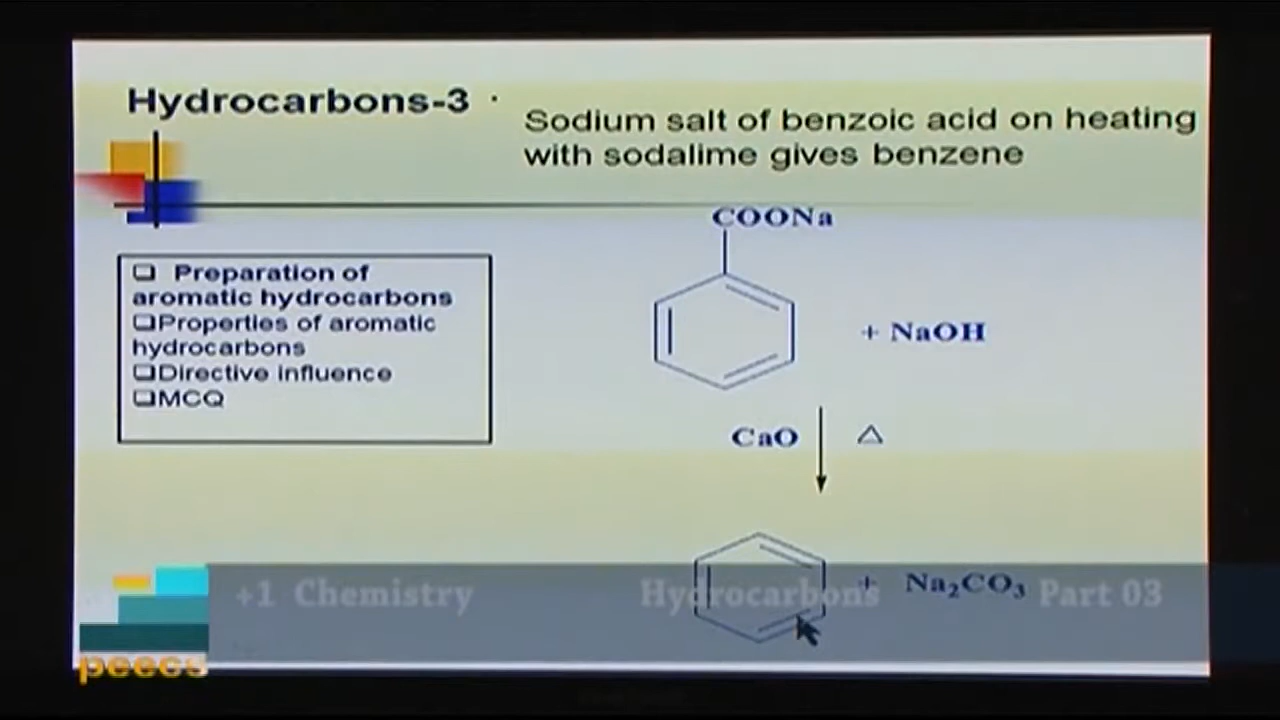 Hydrocarbons-3
Sodium salt of benzoic acid on heating
with sodalime gives benzene
❑ Preparation of
aromatic hydrocarbons
❑Properties of aromatic
hydrocarbons
❑Directive influence
❑MCQ
COONa
+ NaOH
CaO △
+ Na₂CO₃
+1 Chemistry Hydrocarbons Part 03
peecs